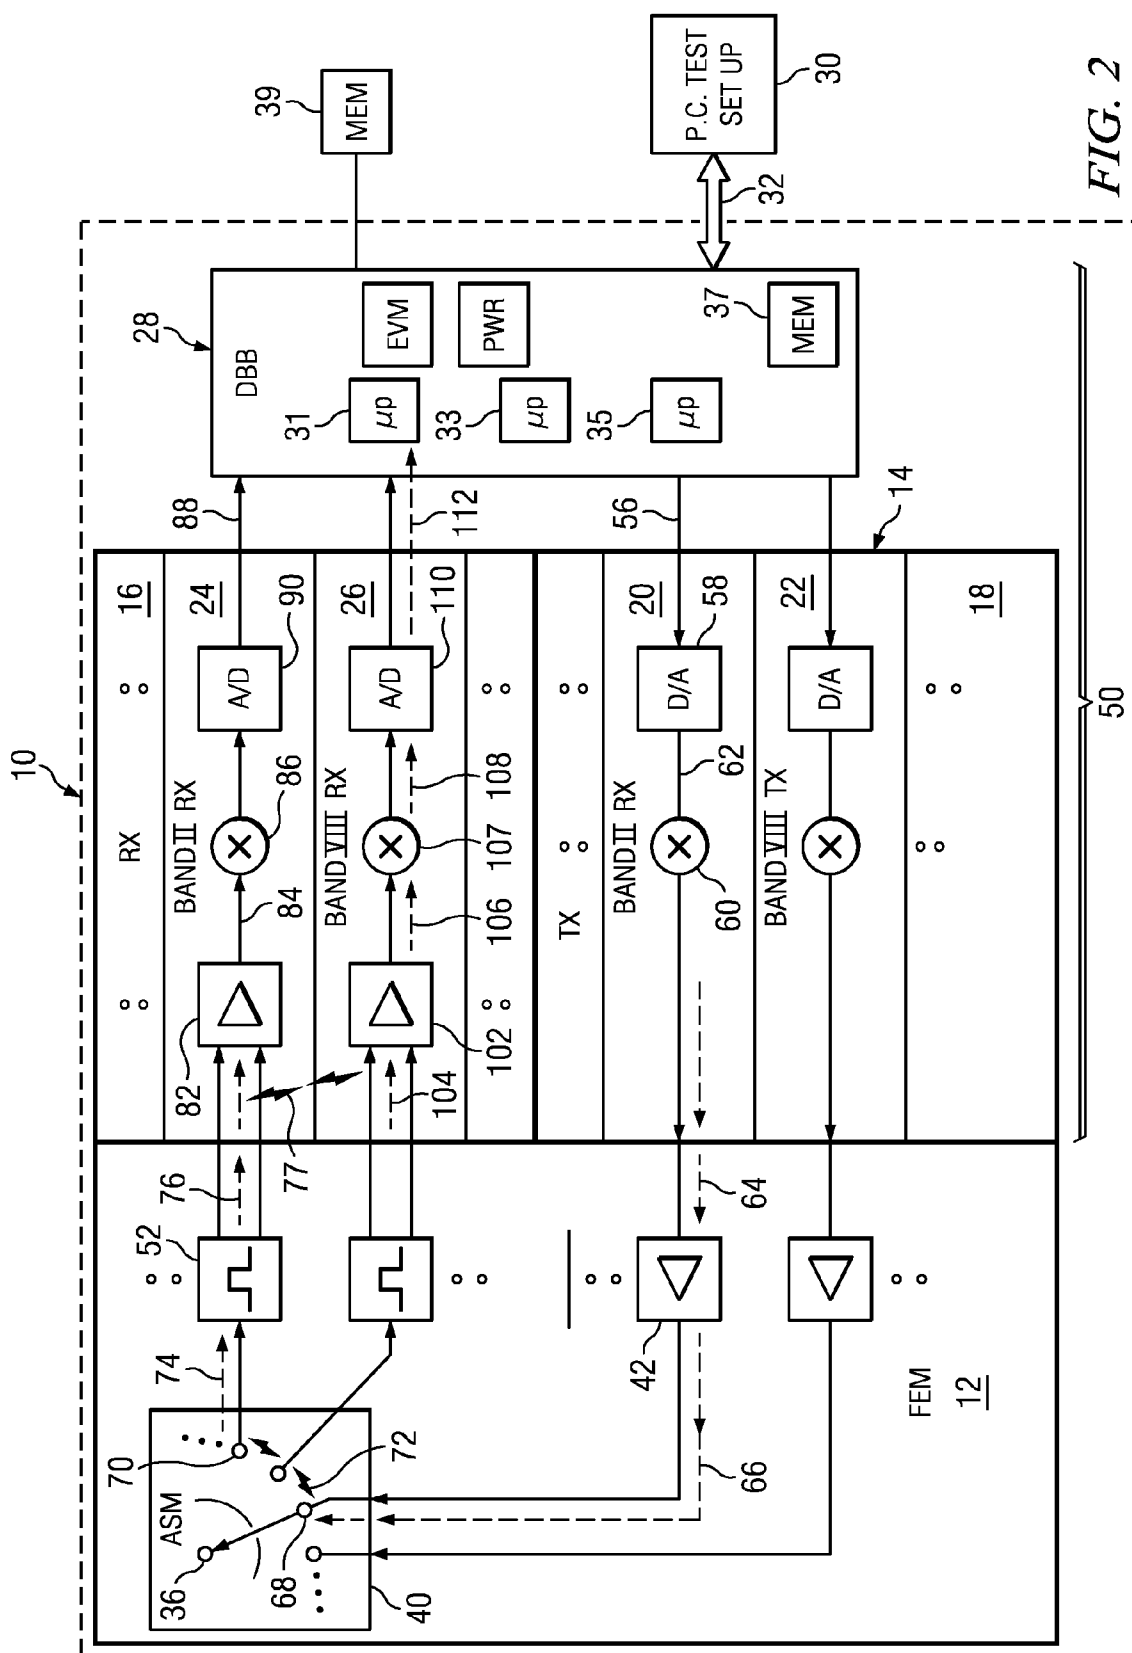 10
39
MEM
P.C. TEST
SET UP
30
32
28
DBB
EVM
PWR
31
μp
33
μp
35
μp
37
MEM
88
112
56
14
50
16
RX
24
BAND II RX
90
A/D
86
84
82
26
BAND VIII RX
110
A/D
108
107
106
102
104
77
TX
20
BAND II RX
58
D/A
62
60
22
BAND VIII TX
D/A
18
76
52
74
64
42
66
FEM
12
70
72
ASM
36
68
40
FIG. 2